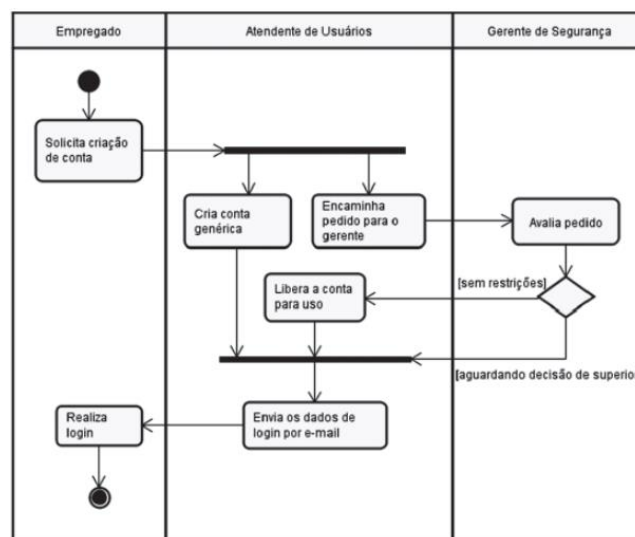 Empregado
Atendente de Usuários
Gerente de Segurança
Solicita criação
de conta
Cria conta
genérica
Encaminha
pedido para o
gerente
Avalia pedido
Libera a conta
para uso
[sem restrições]
[aguardando decisão de superio
Realiza
login
Envia os dados de
login por e-mail